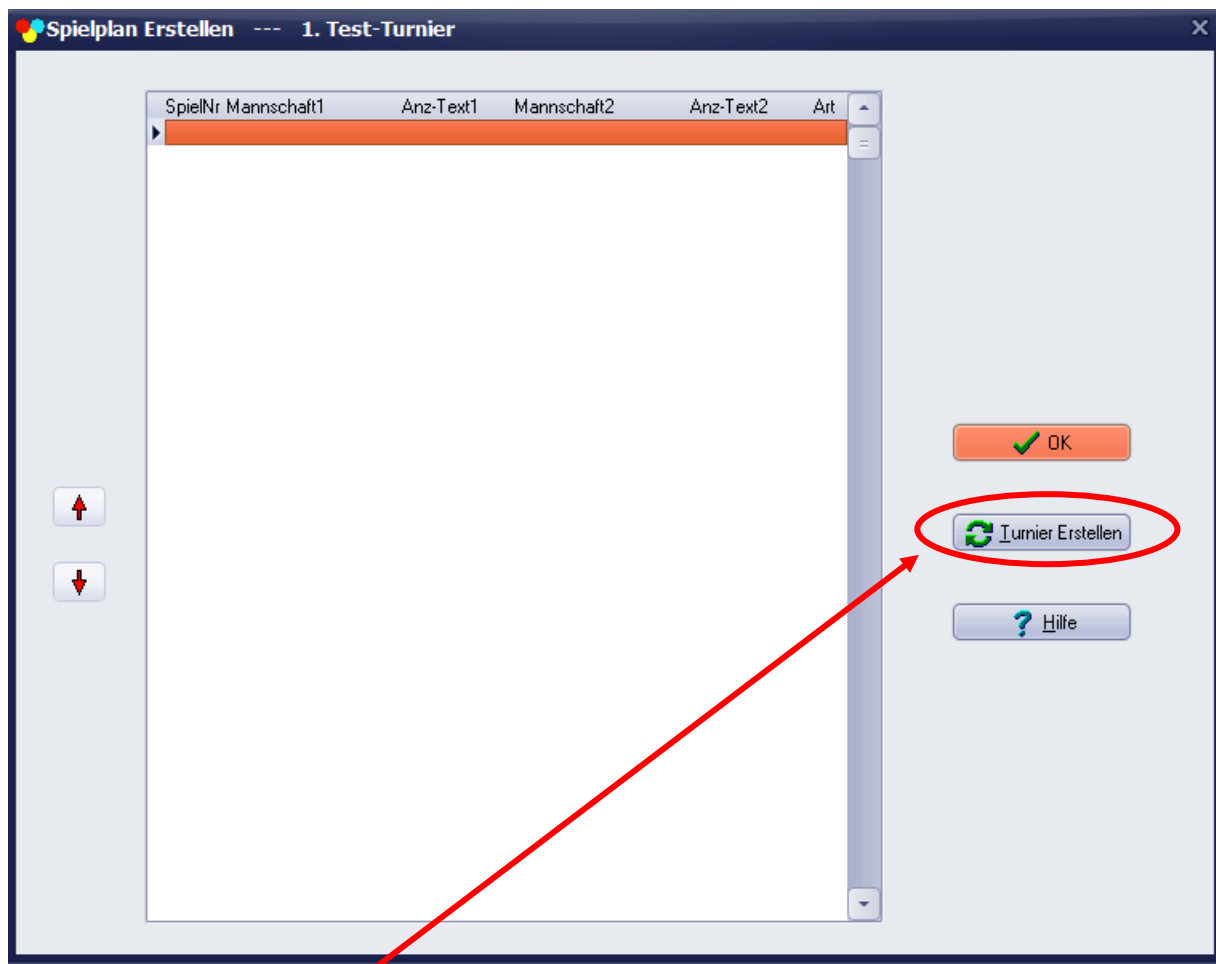 Spielplan Erstellen --- 1. Test-Turnier
SpielNr Mannschaft1 Anz-Text1 Mannschaft2 Anz-Text2 Art
OK
Turnier Erstellen
Hilfe